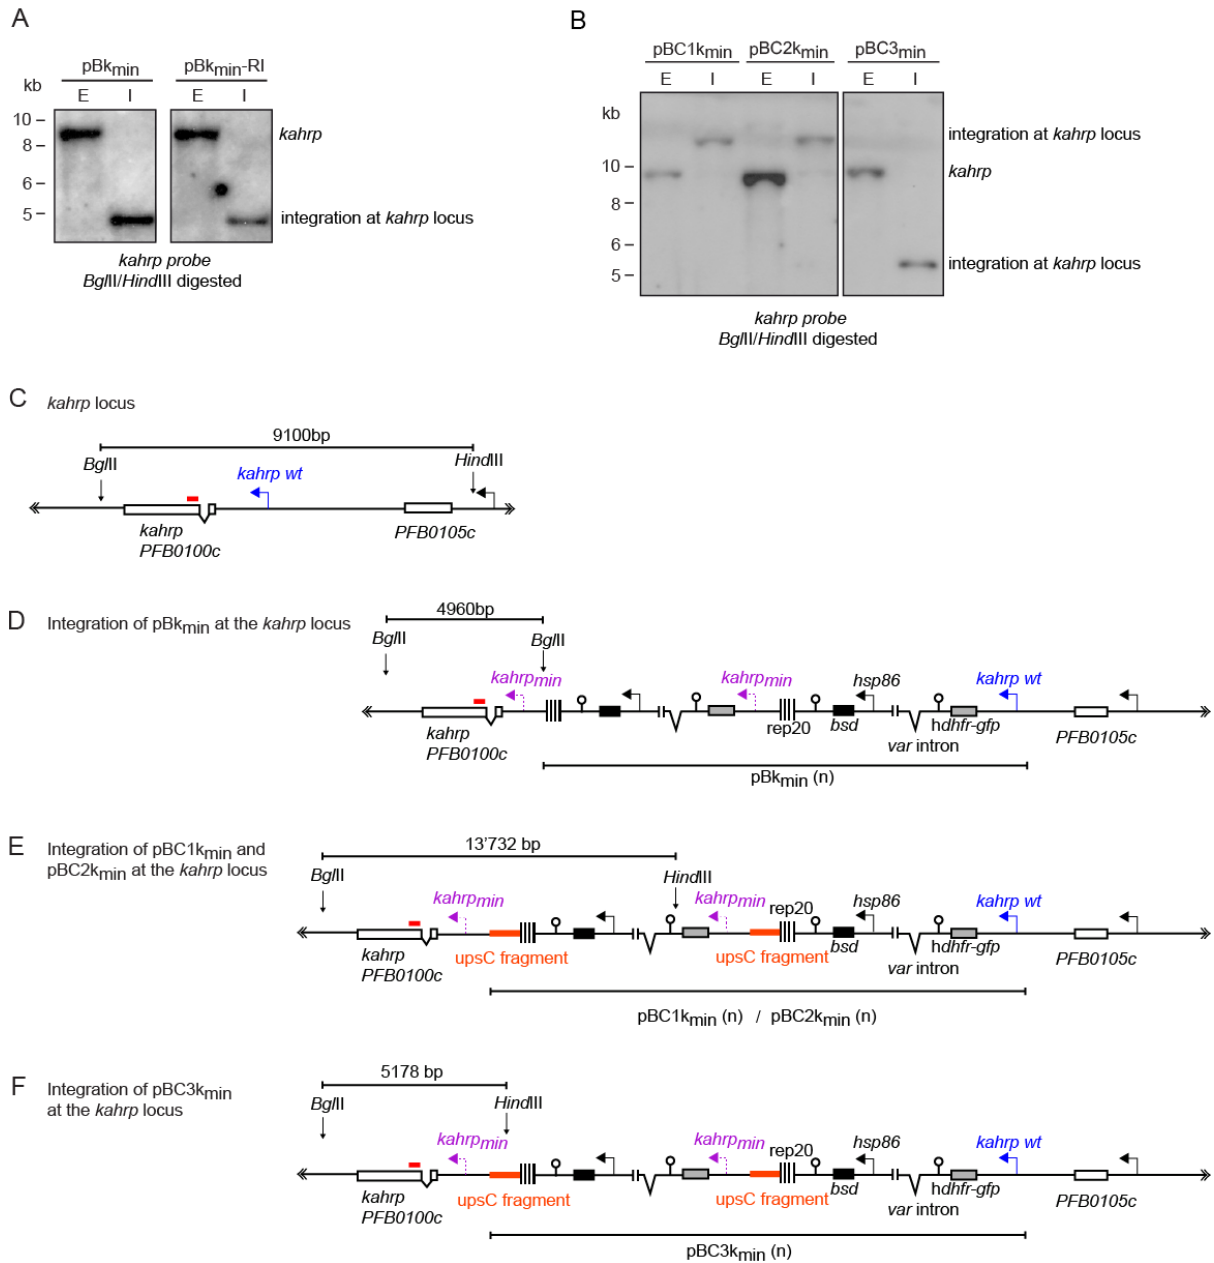 A
pBkmin
pBkmin-RI
kb
E
I
E
I
10
8
6
5
kahrp
integration at kahrp locus
kahrp probe
BglII/HindIII digested
B
pBC1kmin
pBC2kmin
pBC3min
E
I
E
I
E
I
kb
10
8
6
5
integration at kahrp locus
kahrp
integration at kahrp locus
kahrp probe
BglII/HindIII digested
C
kahrp locus
9100bp
BglII
kahrp wt
HindIII
kahrp
PFB0100c
PFB0105c
D
Integration of pBkmin at the kahrp locus
4960bp
BglII
BglII
kahrpmin
kahrpmin
hsp86
kahrp wt
kahrp
PFB0100c
rep20
bsd
var intron
hdhfr-gfp
PFB0105c
pBkmin (n)
E
Integration of pBC1kmin and
pBC2kmin at the kahrp locus
13'732 bp
BglII
HindIII
kahrpmin
kahrpmin
rep20
hsp86
kahrp wt
kahrp
PFB0100c
upsC fragment
upsC fragment
bsd
var intron
hdhfr-gfp
PFB0105c
pBC1kmin (n) / pBC2kmin (n)
F
Integration of pBC3kmin
at the kahrp locus
5178 bp
BglII
HindIII
kahrpmin
kahrpmin
rep20
hsp86
kahrp wt
kahrp
PFB0100c
upsC fragment
upsC fragment
bsd
var intron
hdhfr-gfp
PFB0105c
pBC3kmin (n)